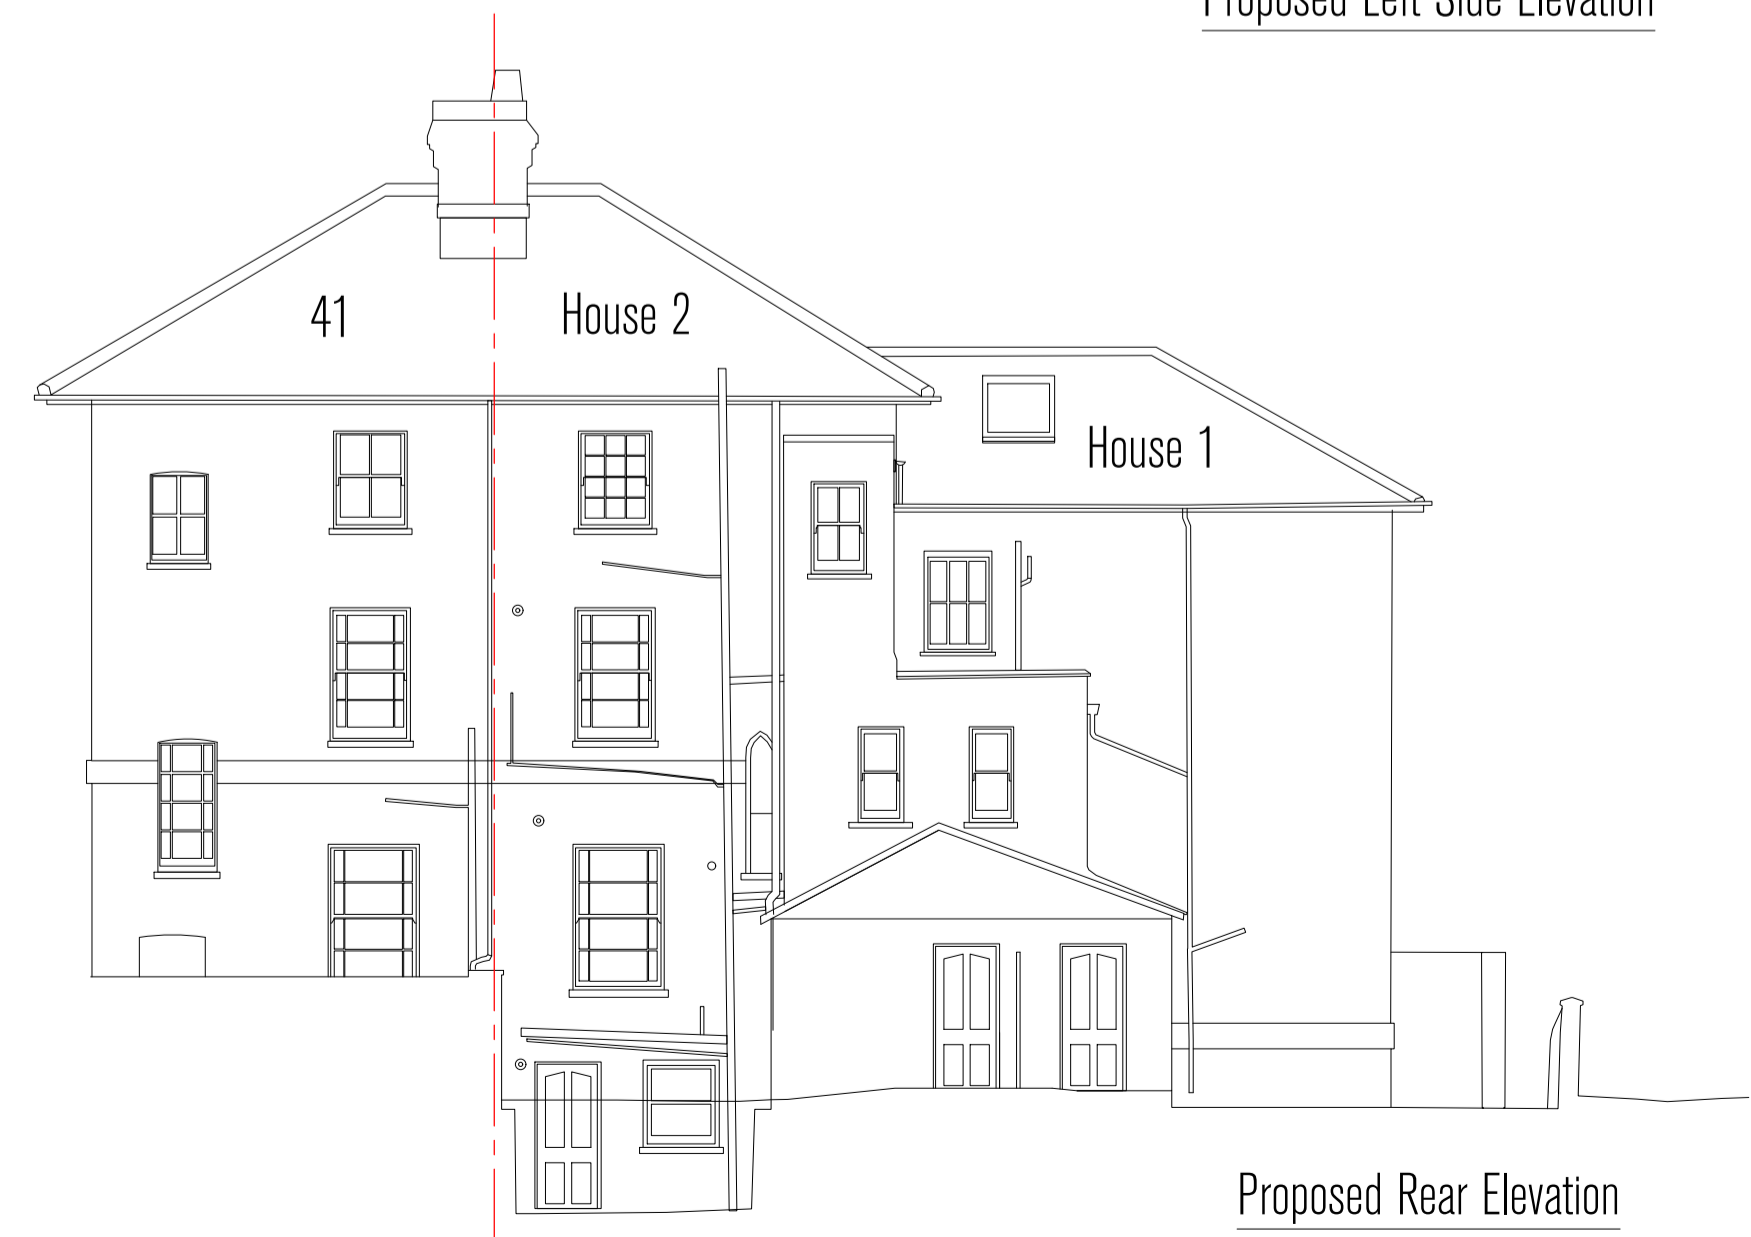 Proposed Left Side Elevation
41
House 2
House 1
Proposed Rear Elevation